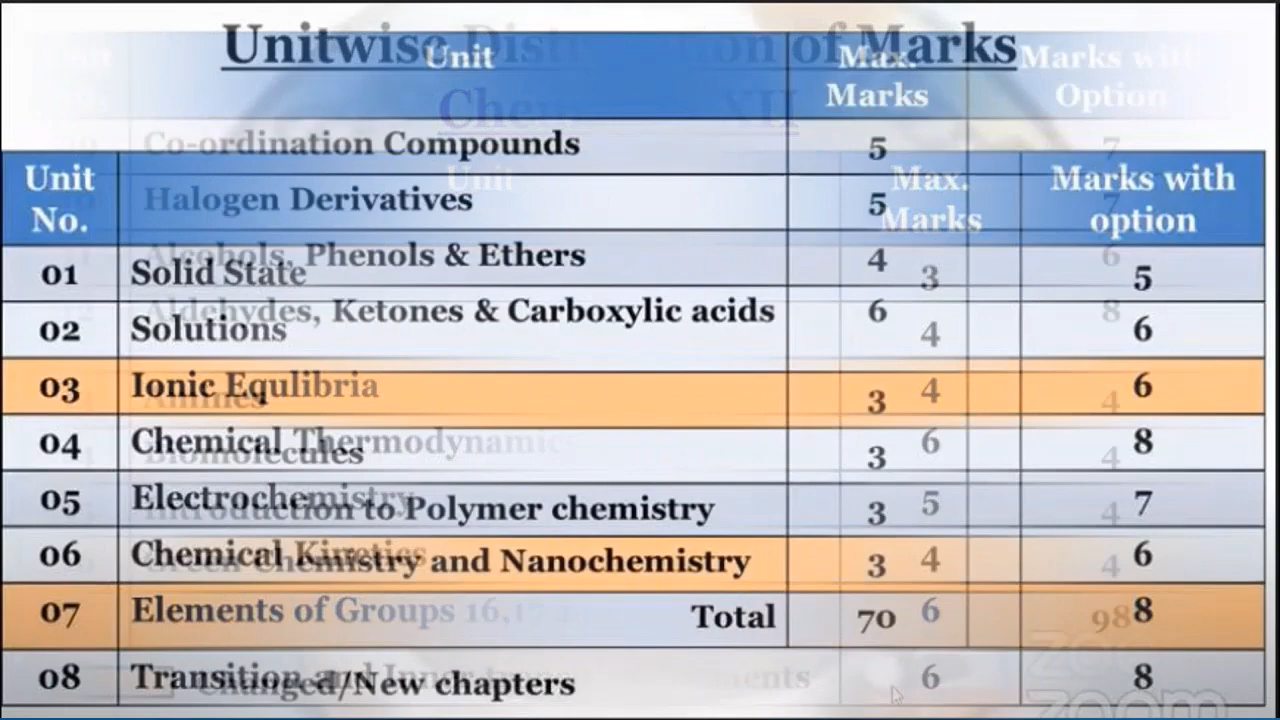 Unitwise Distribution of Marks
Unit Max. Marks Marks with Option
XII
Co-ordination Compounds 5 7
Unit No. Unit Max. Marks Marks with option
Halogen Derivatives 5 7
Alcohols, Phenols & Ethers 4 6
01 Solid State 3 5
Aldehydes, Ketones & Carboxylic acids 6 8
02 Solutions 4 6
03 Ionic Equlibria 4 6
Amines 3 4
04 Chemical Thermodynamics 6 8
Biomolecules 3 4
05 Electrochemistry 5 7
Introduction to Polymer chemistry 3 4
06 Chemical Kinetics 4 6
Green Chemistry and Nanochemistry 3 4
07 Elements of Groups 16,17 6 8
Total 70 98
08 Transition and Inner 6 8
Changed/New chapters
zoom